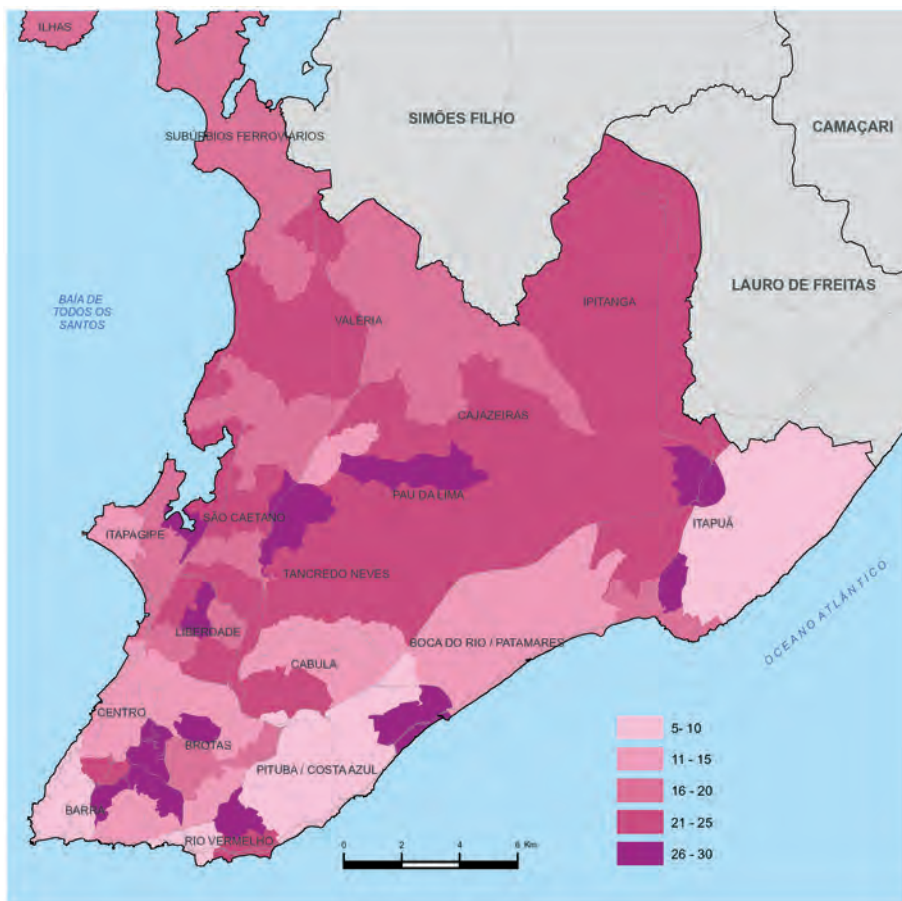 ILHAS
SUBÚRBIOS FERROVIÁRIOS
SIMÕES FILHO
CAMAÇARI
LAURO DE FREITAS
BAÍA DE
TODOS OS
SANTOS
VALÉRIA
IPITANGA
CAJAZEIRAS
PAU DA LIMA
SÃO CAETANO
ITAPAGIPE
ITAPUÃ
TANCREDO NEVES
LIBERDADE
BOCA DO RIO / PATAMARES
CABULA
OCEANO ATLÂNTICO
CENTRO
BROTAS
PITUBA / COSTA AZUL
BARRA
RIO VERMELHO
5- 10
11 - 15
16 - 20
21 - 25
26 - 30
0 2 4 6 Km